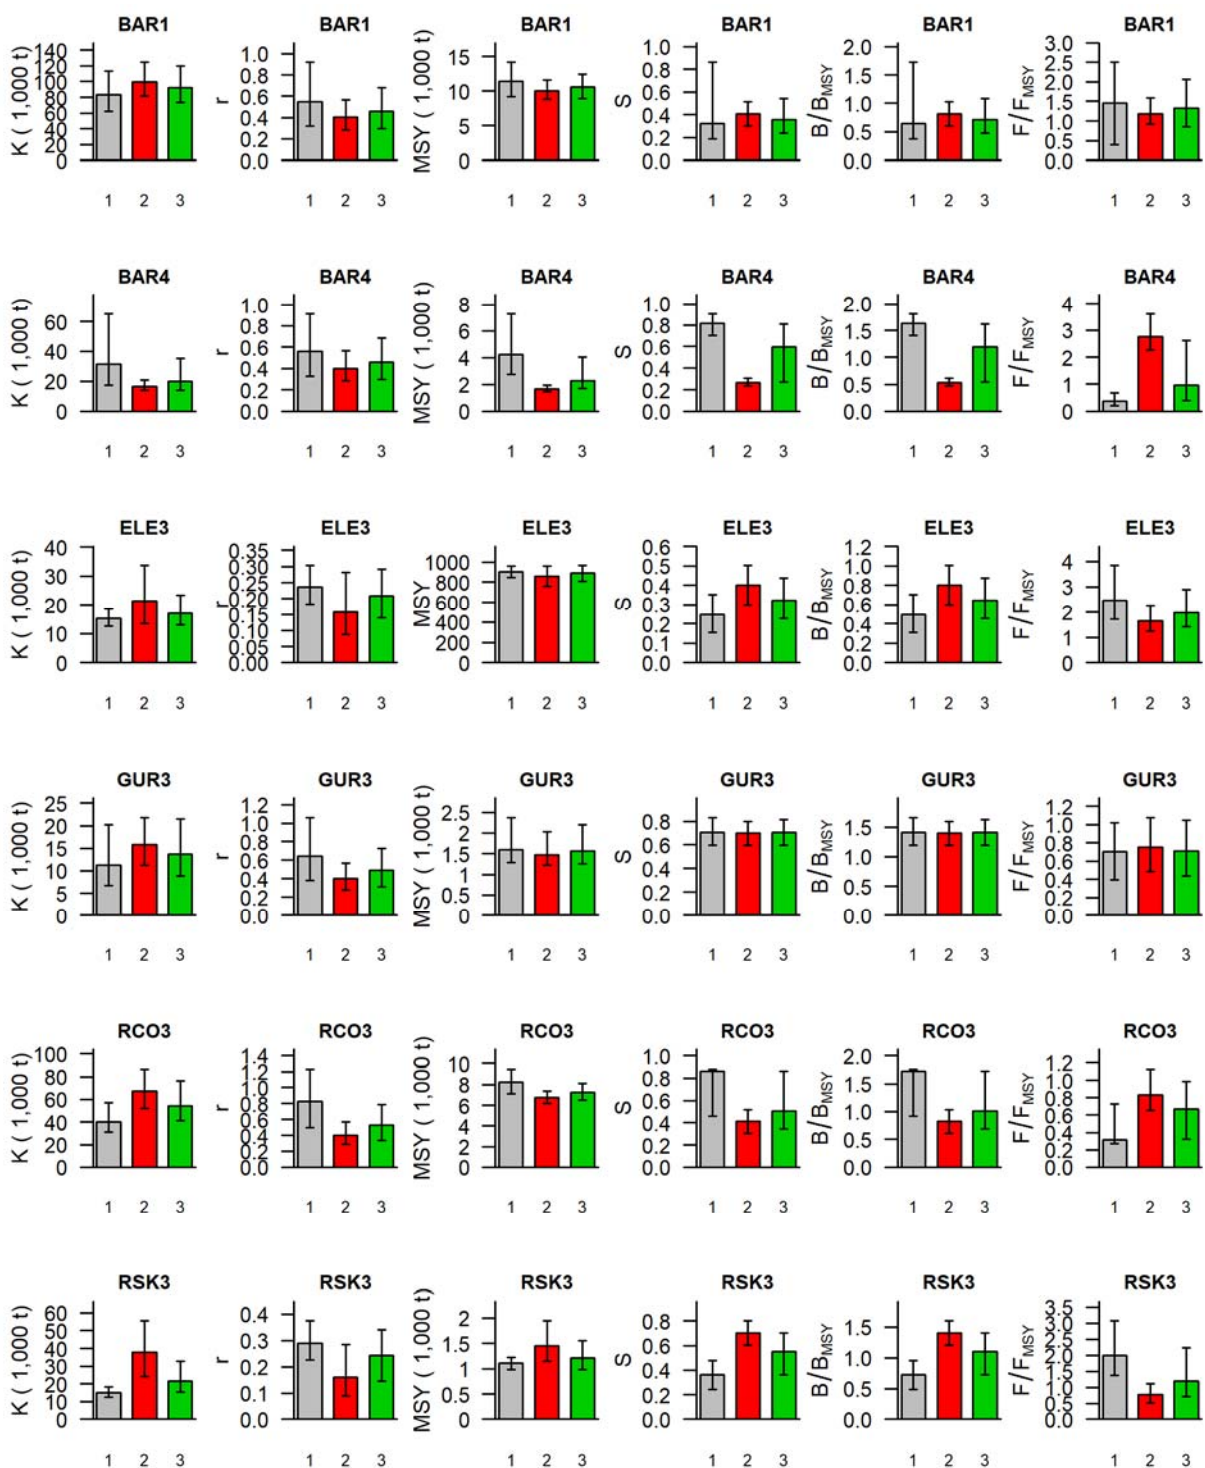 BAR1 BAR1 BAR1 BAR1 BAR1 BAR1
K ( 1,000 t) 140 120 100 80 60 40 20 0 1 2 3
r 1.0 0.8 0.6 0.4 0.2 0.0 1 2 3
MSY ( 1,000 t) 15 10 5 0 1 2 3
S 1.0 0.8 0.6 0.4 0.2 0.0 1 2 3
B/BMSY 2.0 1.5 1.0 0.5 0.0 1 2 3
F/FMSY 3.0 2.5 2.0 1.5 1.0 0.5 0.0 1 2 3
BAR4 BAR4 BAR4 BAR4 BAR4 BAR4
K ( 1,000 t) 60 40 20 0 1 2 3
r 1.0 0.8 0.6 0.4 0.2 0.0 1 2 3
MSY ( 1,000 t) 8 6 4 2 0 1 2 3
S 1.0 0.8 0.6 0.4 0.2 0.0 1 2 3
B/BMSY 2.0 1.5 1.0 0.5 0.0 1 2 3
F/FMSY 4 3 2 1 0 1 2 3
ELE3 ELE3 ELE3 ELE3 ELE3 ELE3
K ( 1,000 t) 40 30 20 10 0 1 2 3
r 0.35 0.30 0.25 0.20 0.15 0.10 0.05 0.00 1 2 3
MSY 1000 800 600 400 200 0 1 2 3
S 0.6 0.5 0.4 0.3 0.2 0.1 0.0 1 2 3
B/BMSY 1.2 1.0 0.8 0.6 0.4 0.2 0.0 1 2 3
F/FMSY 4 3 2 1 0 1 2 3
GUR3 GUR3 GUR3 GUR3 GUR3 GUR3
K ( 1,000 t) 25 20 15 10 5 0 1 2 3
r 1.2 1.0 0.8 0.6 0.4 0.2 0.0 1 2 3
MSY ( 1,000 t) 2.5 2 1.5 1 0.5 0 1 2 3
S 0.8 0.6 0.4 0.2 0.0 1 2 3
B/BMSY 1.5 1.0 0.5 0.0 1 2 3
F/FMSY 1.2 1.0 0.8 0.6 0.4 0.2 0.0 1 2 3
RCO3 RCO3 RCO3 RCO3 RCO3 RCO3
K ( 1,000 t) 100 80 60 40 20 0 1 2 3
r 1.4 1.2 1.0 0.8 0.6 0.4 0.2 0.0 1 2 3
MSY ( 1,000 t) 10 8 6 4 2 0 1 2 3
S 1.0 0.8 0.6 0.4 0.2 0.0 1 2 3
B/BMSY 2.0 1.5 1.0 0.5 0.0 1 2 3
F/FMSY 1.2 1.0 0.8 0.6 0.4 0.2 0.0 1 2 3
RSK3 RSK3 RSK3 RSK3 RSK3 RSK3
K ( 1,000 t) 60 50 40 30 20 10 0 1 2 3
r 0.4 0.3 0.2 0.1 0.0 1 2 3
MSY ( 1,000 t) 2 1.5 1 0.5 0 1 2 3
S 0.8 0.6 0.4 0.2 0.0 1 2 3
B/BMSY 1.5 1.0 0.5 0.0 1 2 3
F/FMSY 3.5 3.0 2.5 2.0 1.5 1.0 0.5 0.0 1 2 3